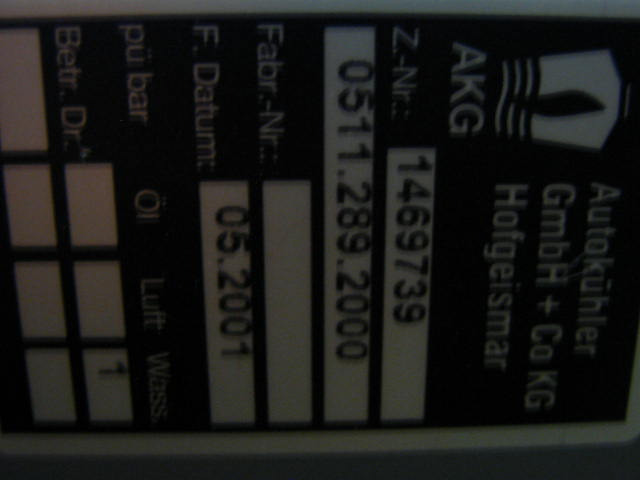 AKG
Autokühler
GmbH + Co KG
Hofgeismar
Z.-Nr.: 1469739
0511.289.2000
Fabr.-Nr.:
F. Datum: 05.2001
pü bar Öl Luft Wass.
Betr. Dr. 1